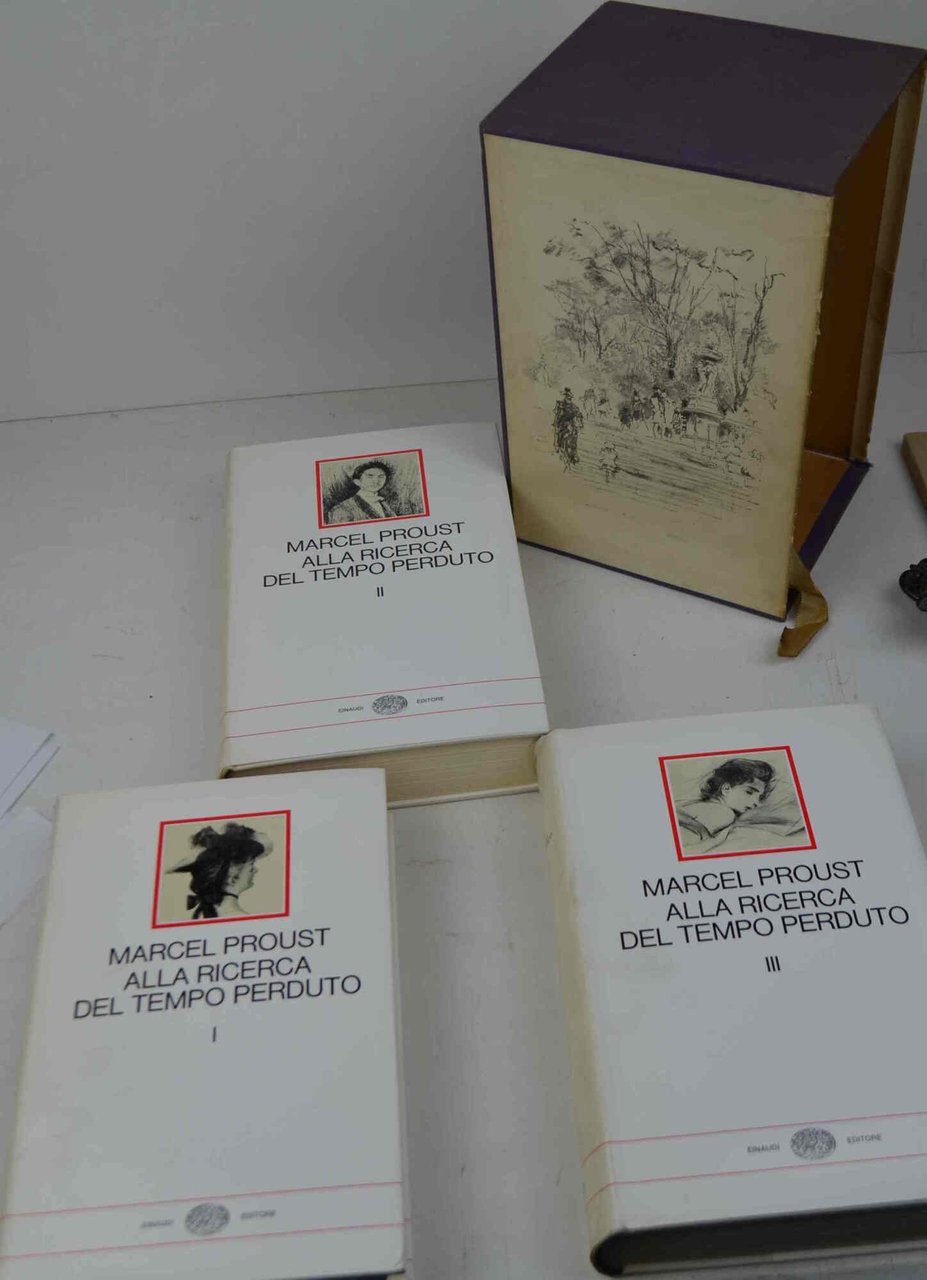 MARCEL PROUST
ALLA RICERCA
DEL TEMPO PERDUTO
II
EINAUDI EDITORE
MARCEL PROUST
ALLA RICERCA
DEL TEMPO PERDUTO
I
EINAUDI EDITORE
MARCEL PROUST
ALLA RICERCA
DEL TEMPO PERDUTO
III
EINAUDI EDITORE